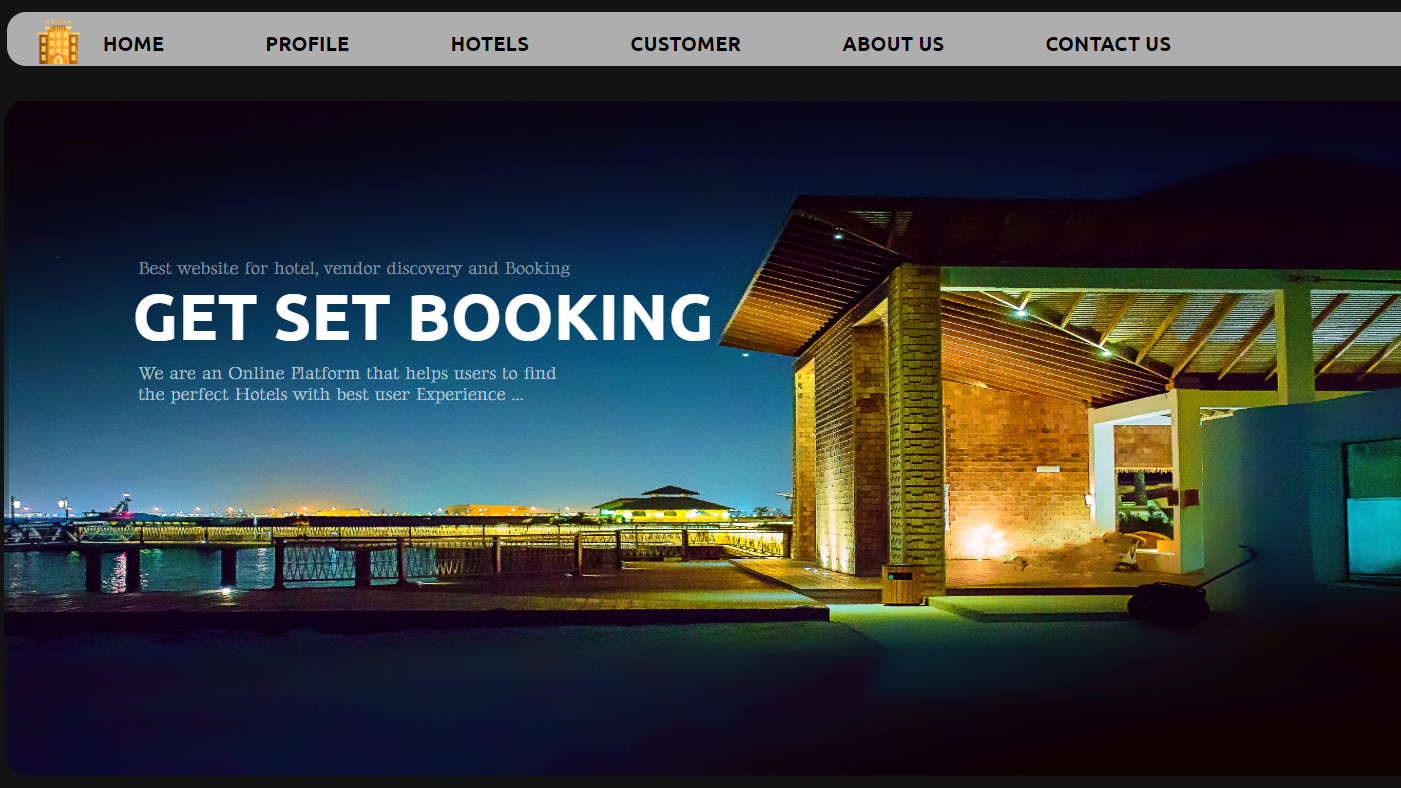 HOME PROFILE HOTELS CUSTOMER ABOUT US CONTACT US
Best website for hotel, vendor discovery and Booking
GET SET BOOKING
We are an Online Platform that helps users to find
the perfect Hotels with best user Experience ...